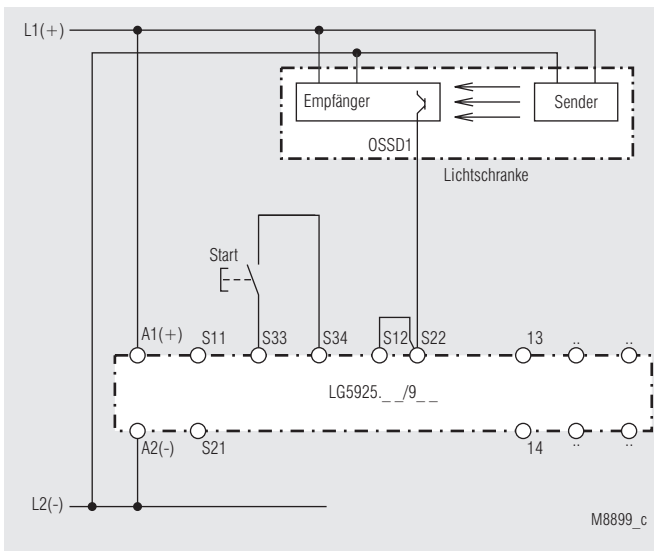 L1(+)
Empfänger
Sender
OSSD1
Lichtschranke
Start
A1(+) S11 S33 S34 S12 S22 13 .. ..
LG5925._ _/9_ _
A2(-) S21 14 .. ..
L2(-)
M8899_c